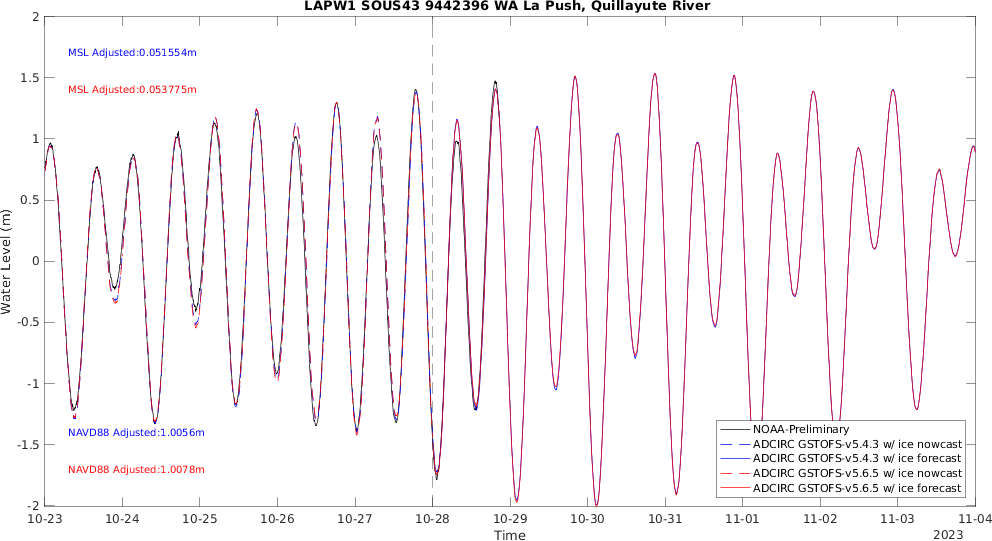 LAPW1 SOUS43 9442396 WA La Push, Quillayute River
2
1.5
1
0.5
0
-0.5
-1
-1.5
-2
Water Level (m)
MSL Adjusted:0.051554m
MSL Adjusted:0.053775m
NAVD88 Adjusted:1.0056m
NAVD88 Adjusted:1.0078m
NOAA-Preliminary
ADCIRC GSTOFS-v5.4.3 w/ ice nowcast
ADCIRC GSTOFS-v5.4.3 w/ ice forecast
ADCIRC GSTOFS-v5.6.5 w/ ice nowcast
ADCIRC GSTOFS-v5.6.5 w/ ice forecast
10-23 10-24 10-25 10-26 10-27 10-28 10-29 10-30 10-31 11-01 11-02 11-03 11-04
Time
2023